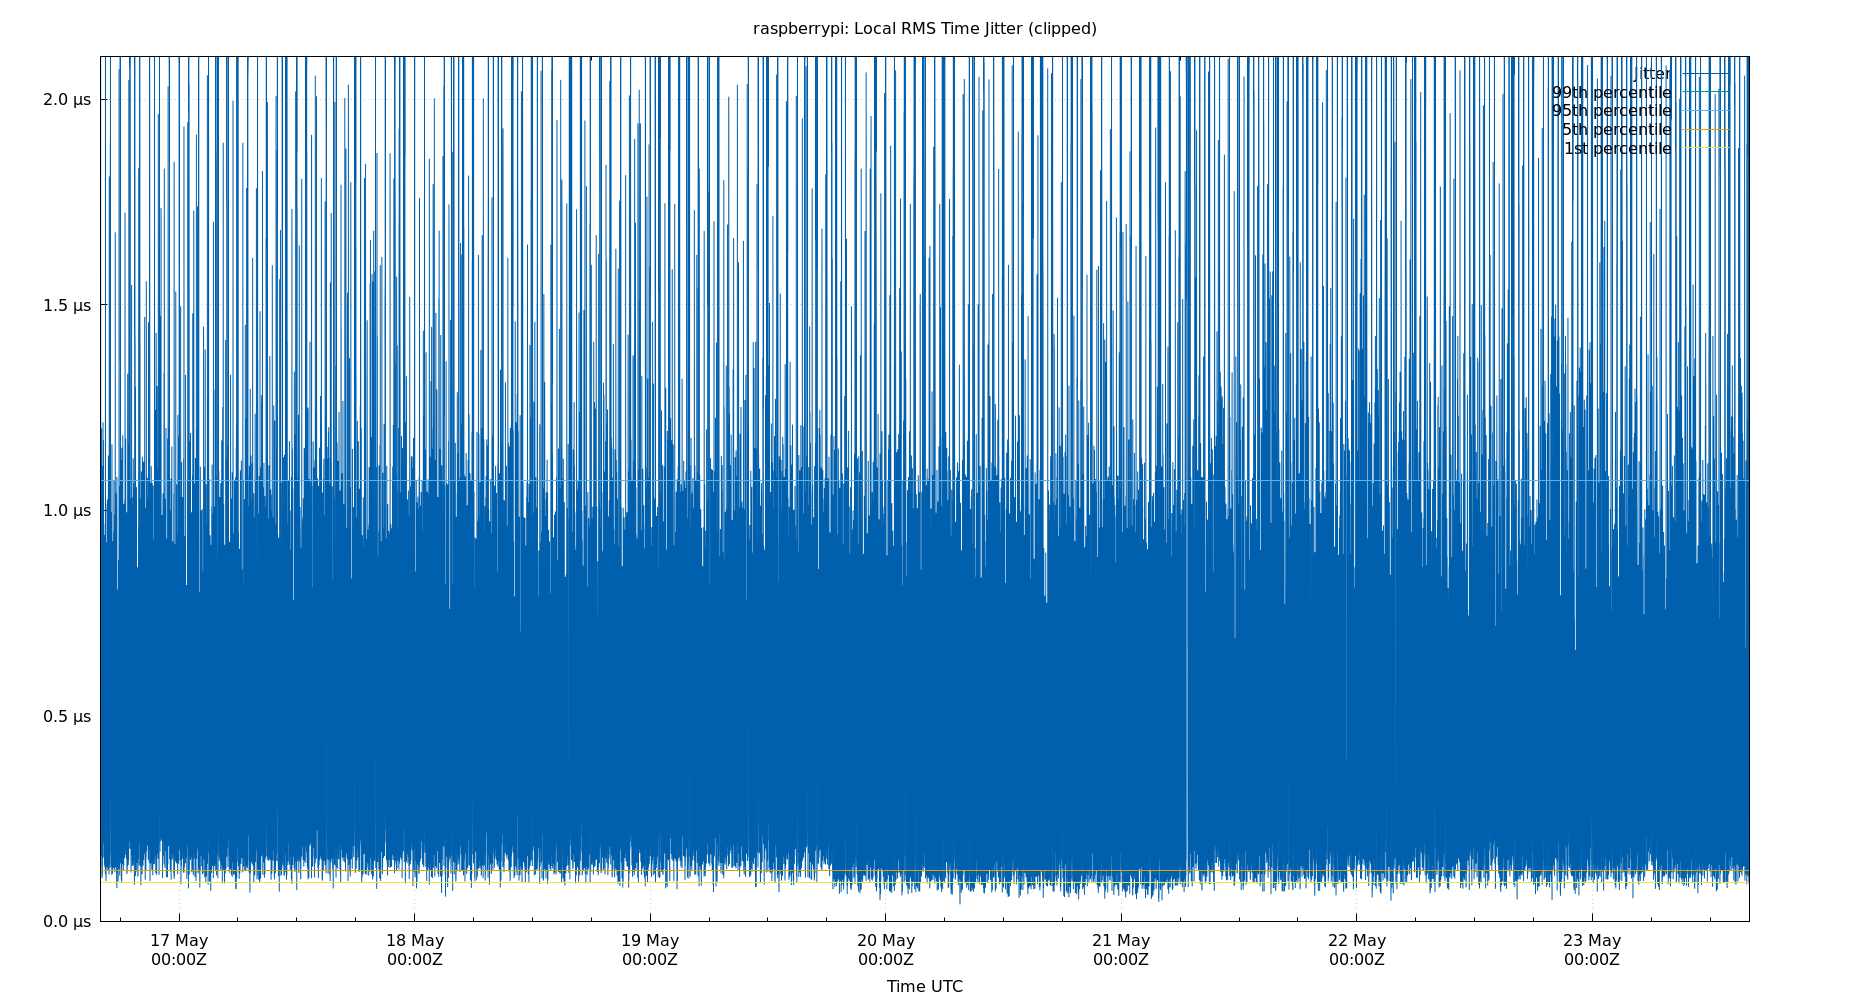 raspberrypi: Local RMS Time Jitter (clipped)
jitter
99th percentile
95th percentile
5th percentile
1st percentile
2.0 µs
1.5 µs
1.0 µs
0.5 µs
0.0 µs
17 May 18 May 19 May 20 May 21 May 22 May 23 May
00:00Z 00:00Z 00:00Z 00:00Z 00:00Z 00:00Z 00:00Z
Time UTC